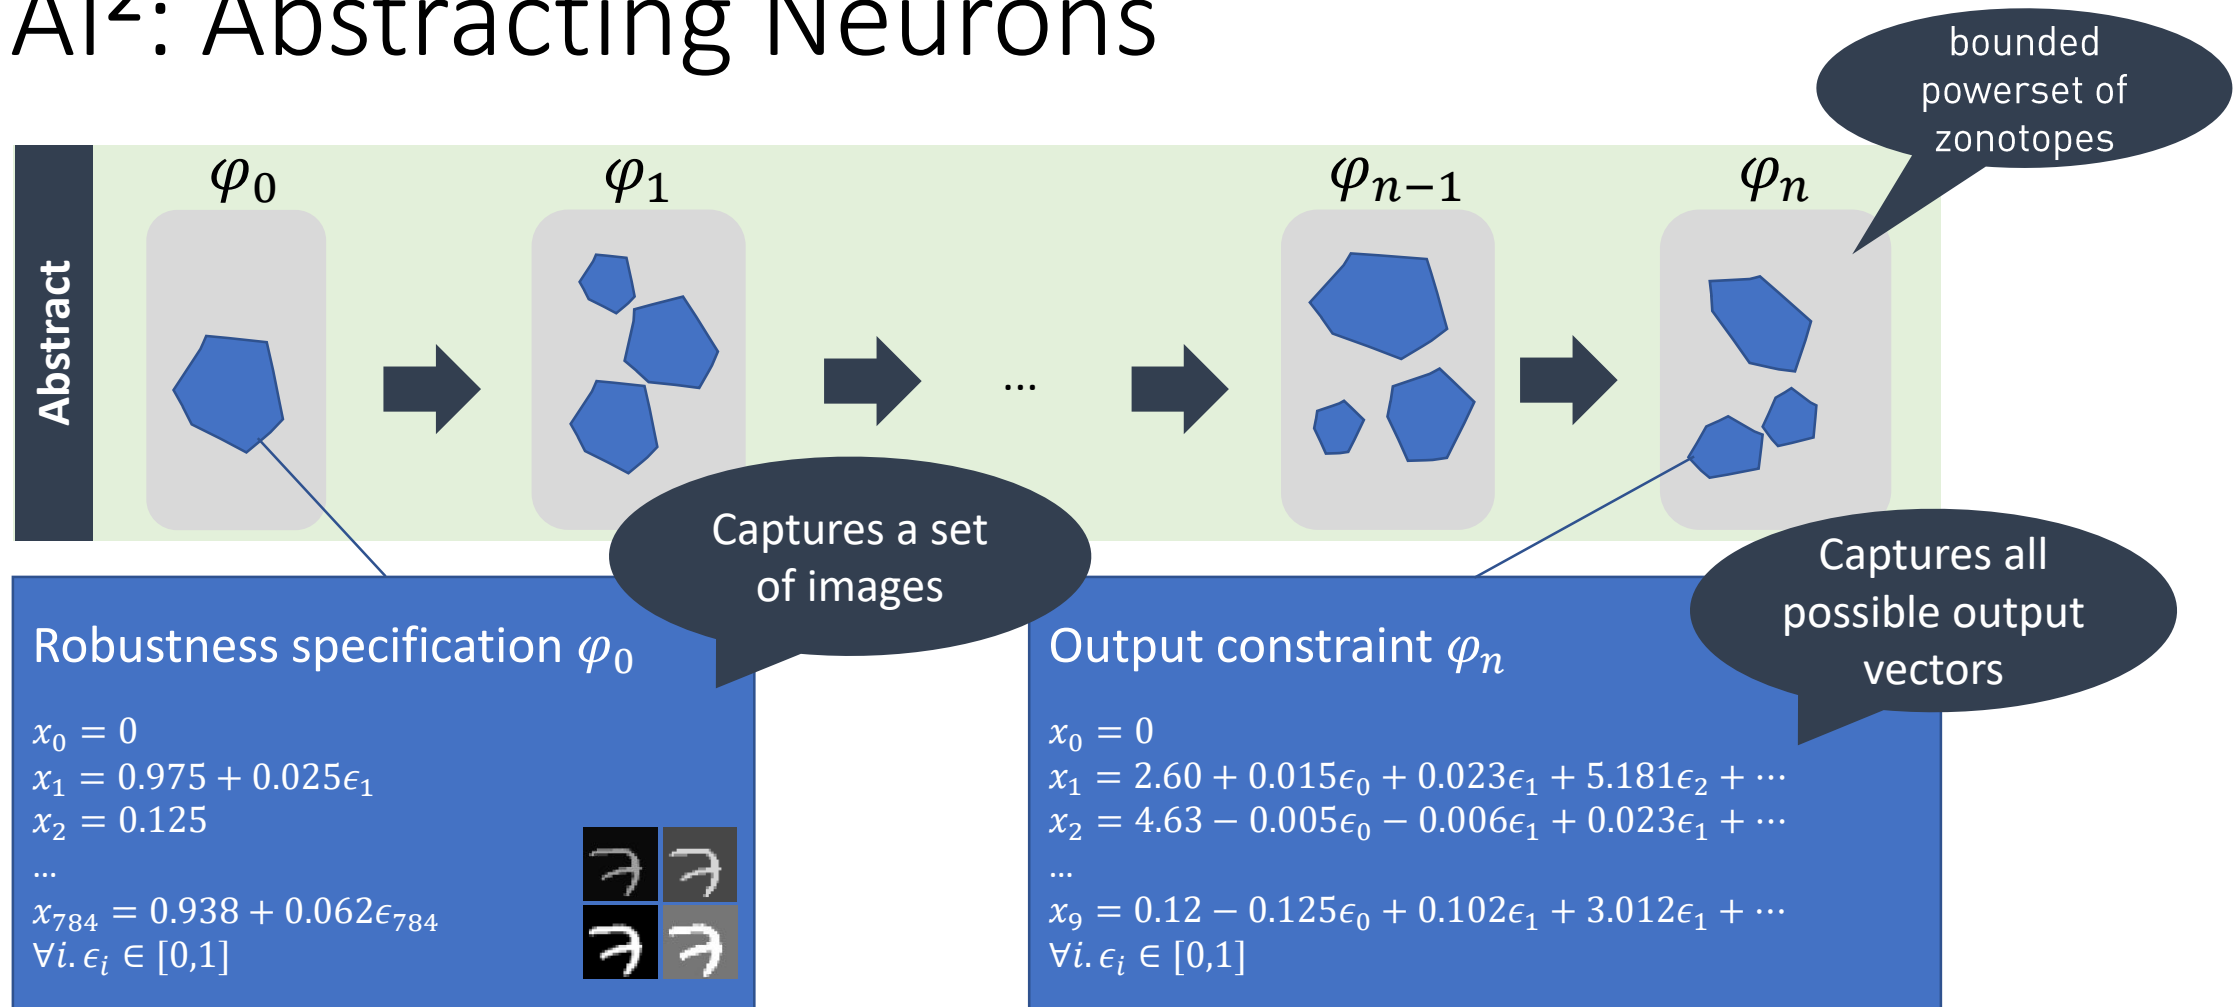 AI²: Abstracting Neurons
bounded
powerset of
zonotopes
Abstract
φ₀
φ₁
φₙ₋₁
φₙ
...
Captures a set
of images
Captures all
possible output
vectors
Robustness specification φ₀
x₀ = 0
x₁ = 0.975 + 0.025ϵ₁
x₂ = 0.125
...
x₇₈₄ = 0.938 + 0.062ϵ₇₈₄
∀i. ϵᵢ ∈ [0,1]
Output constraint φₙ
x₀ = 0
x₁ = 2.60 + 0.015ϵ₀ + 0.023ϵ₁ + 5.181ϵ₂ + ⋯
x₂ = 4.63 − 0.005ϵ₀ − 0.006ϵ₁ + 0.023ϵ₁ + ⋯
...
x₉ = 0.12 − 0.125ϵ₀ + 0.102ϵ₁ + 3.012ϵ₁ + ⋯
∀i. ϵᵢ ∈ [0,1]